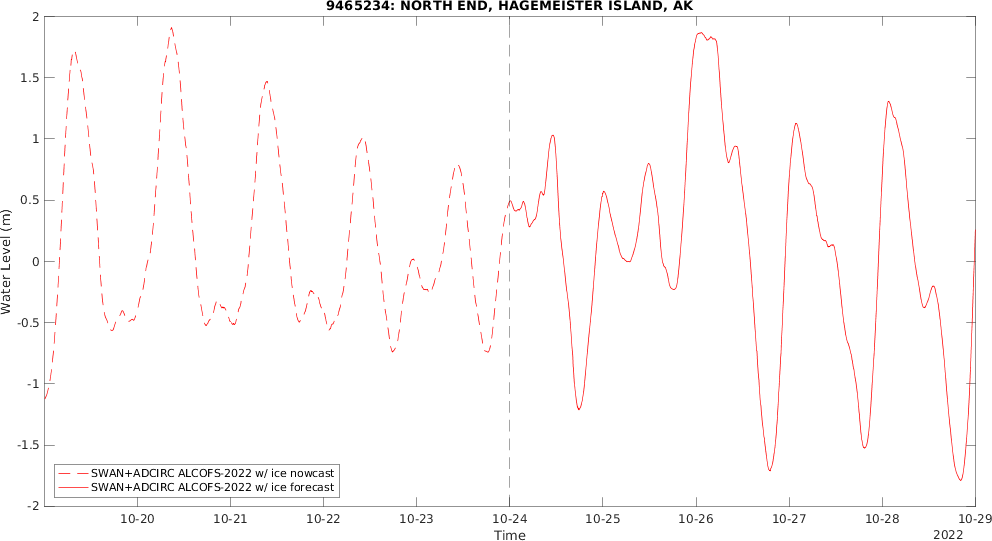 9465234: NORTH END, HAGEMEISTER ISLAND, AK
Water Level (m)
2
1.5
1
0.5
0
-0.5
-1
-1.5
-2
SWAN+ADCIRC ALCOFS-2022 w/ ice nowcast
SWAN+ADCIRC ALCOFS-2022 w/ ice forecast
10-20 10-21 10-22 10-23 10-24 10-25 10-26 10-27 10-28 10-29
Time
2022